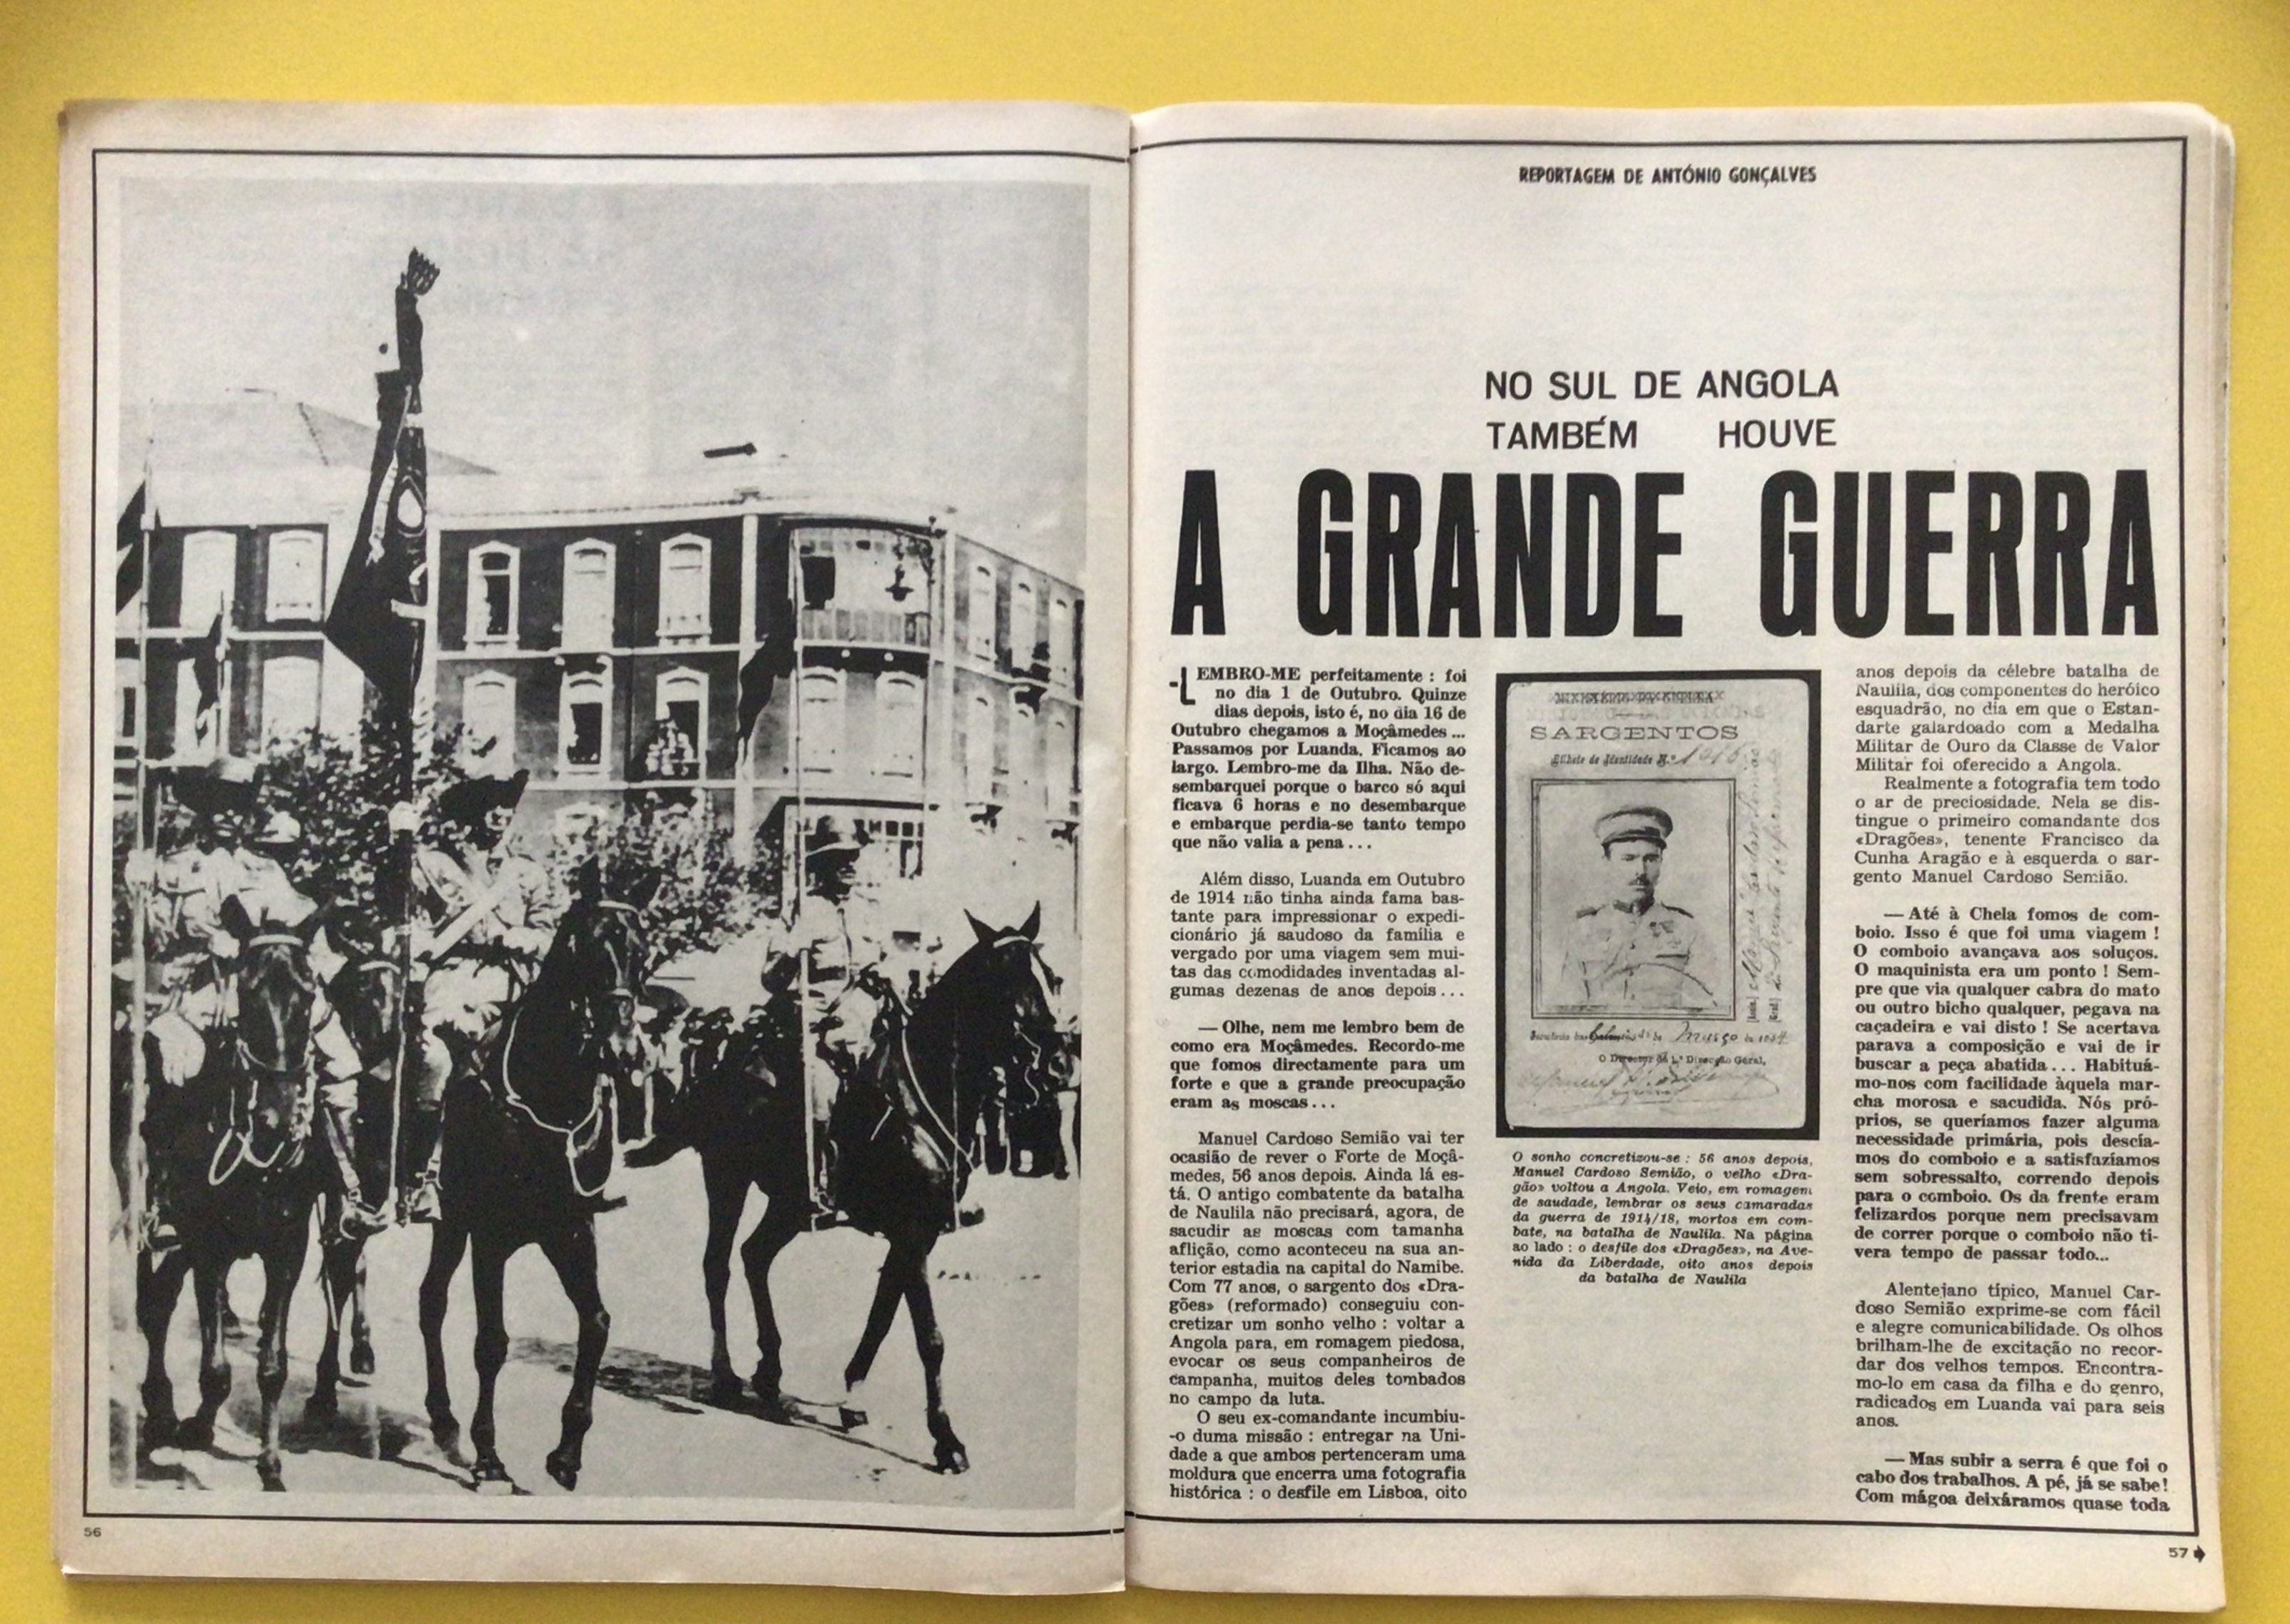 REPORTAGEM DE ANTÓNIO GONÇALVES
NO SUL DE ANGOLA
TAMBÉM HOUVE
A GRANDE GUERRA
-LEMBRO-ME perfeitamente : foi
no dia 1 de Outubro. Quinze
dias depois, isto é, no dia 16 de
Outubro chegamos a Moçâmedes ...
Passamos por Luanda. Ficamos ao
largo. Lembro-me da Ilha. Não de-
sembarquei porque o barco só aqui
ficava 6 horas e no desembarque
e embarque perdia-se tanto tempo
que não valia a pena ...
Além disso, Luanda em Outubro
de 1914 não tinha ainda fama bas-
tante para impressionar o expedi-
cionário já saudoso da família e
vergado por uma viagem sem mui-
tas das comodidades inventadas al-
gumas dezenas de anos depois ...
— Olhe, nem me lembro bem de
como era Moçâmedes. Recordo-me
que fomos directamente para um
forte e que a grande preocupação
eram as moscas ...
Manuel Cardoso Semião vai ter
ocasião de rever o Forte de Moçâ-
medes, 56 anos depois. Ainda lá es-
tá. O antigo combatente da batalha
de Naulila não precisará, agora, de
sacudir as moscas com tamanha
aflição, como aconteceu na sua an-
terior estadia na capital do Namibe.
Com 77 anos, o sargento dos «Dra-
gões» (reformado) conseguiu con-
cretizar um sonho velho : voltar a
Angola para, em romagem piedosa,
evocar os seus companheiros de
campanha, muitos deles tombados
no campo da luta.
O seu ex-comandante incumbiu-
-o duma missão : entregar na Uni-
dade a que ambos pertenceram uma
moldura que encerra uma fotografia
histórica : o desfile em Lisboa, oito
SARGENTOS
Bilhete de Identidade N.º
Março de
O Director da 1.ª Direcção Geral,
O sonho concretizou-se : 56 anos depois,
Manuel Cardoso Semião, o velho «Dra-
gão» voltou a Angola. Veio, em romagem
de saudade, lembrar os seus camaradas
da guerra de 1914/18, mortos em com-
bate, na batalha de Naulila. Na página
ao lado : o desfile dos «Dragões», na Ave-
nida da Liberdade, oito anos depois
da batalha de Naulila
anos depois da célebre batalha de
Naulila, dos componentes do heróico
esquadrão, no dia em que o Estan-
darte galardoado com a Medalha
Militar de Ouro da Classe de Valor
Militar foi oferecido a Angola.
Realmente a fotografia tem todo
o ar de preciosidade. Nela se dis-
tingue o primeiro comandante dos
«Dragões», tenente Francisco da
Cunha Aragão e à esquerda o sar-
gento Manuel Cardoso Semião.
— Até à Chela fomos de com-
boio. Isso é que foi uma viagem !
O comboio avançava aos soluços.
O maquinista era um ponto ! Sem-
pre que via qualquer cabra do mato
ou outro bicho qualquer, pegava na
caçadeira e vai disto ! Se acertava
parava a composição e vai de ir
buscar a peça abatida ... Habituá-
mo-nos com facilidade àquela mar-
cha morosa e sacudida. Nós pró-
prios, se queríamos fazer alguma
necessidade primária, pois descía-
mos do comboio e a satisfazíamos
sem sobressalto, correndo depois
para o comboio. Os da frente eram
felizardos porque nem precisavam
de correr porque o comboio não ti-
vera tempo de passar todo...
Alentejano típico, Manuel Car-
doso Semião exprime-se com fácil
e alegre comunicabilidade. Os olhos
brilham-lhe de excitação no recor-
dar dos velhos tempos. Encontra-
mo-lo em casa da filha e do genro,
radicados em Luanda vai para seis
anos.
— Mas subir a serra é que foi o
cabo dos trabalhos. A pé, já se sabe!
Com mágoa deixáramos quase toda
56
57